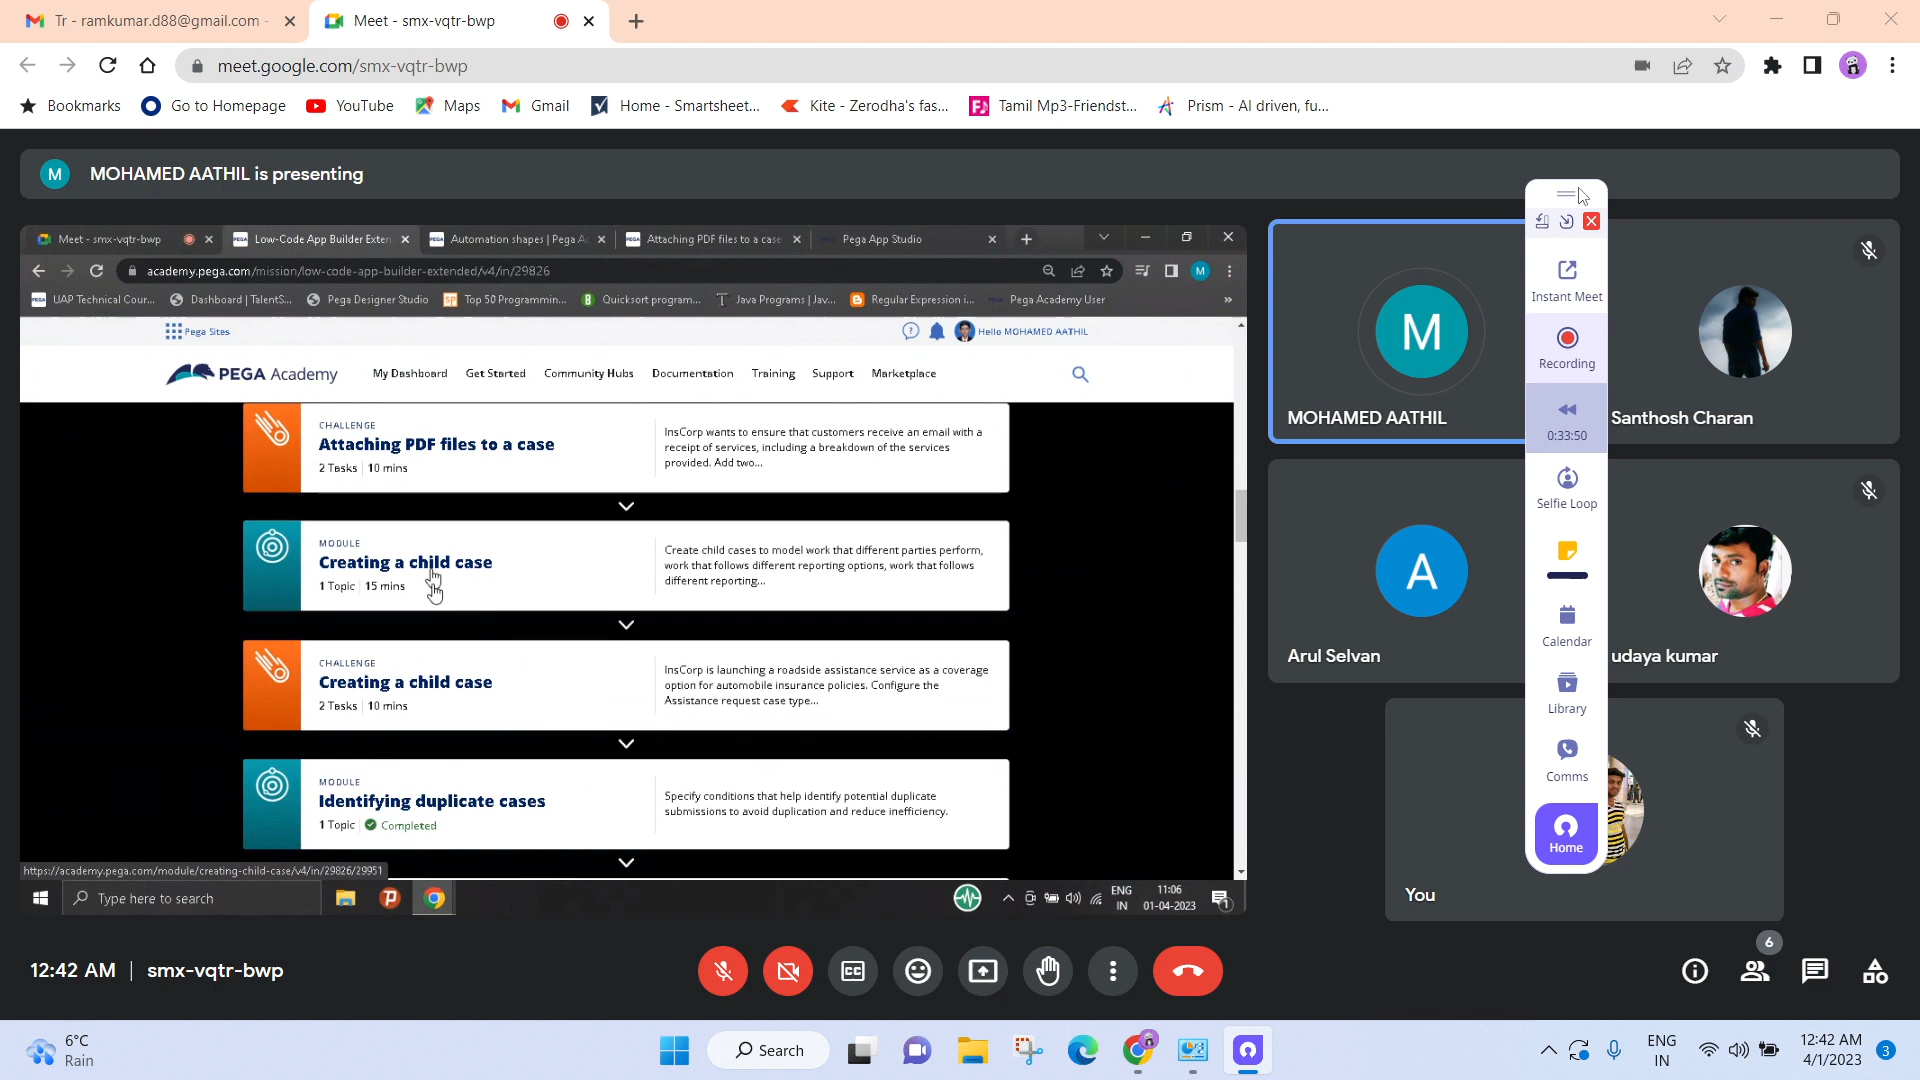 Tr - ramkumar.d88@gmail.com -
Meet - smx-vqtr-bwp
meet.google.com/smx-vqtr-bwp
Bookmarks
Go to Homepage
YouTube
Maps
Gmail
Home - Smartsheet...
Kite - Zerodha's fas...
Tamil Mp3-Friendst...
Prism - AI driven, fu...
M
MOHAMED AATHIL is presenting
Meet - smx-vqtr-bwp
Low-Code App Builder Exten
Automation shapes | Pega A
Attaching PDF files to a case
Pega App Studio
academy.pega.com/mission/low-code-app-builder-extended/v4/in/29826
M
UAP Technical Cour...
Dashboard | TalentS...
Pega Designer Studio
Top 50 Programmin...
Quicksort program...
Java Programs | Jav...
Regular Expression i...
Pega Academy User
»
Pega Sites
Hello MOHAMED AATHIL
PEGA Academy
My Dashboard
Get Started
Community Hubs
Documentation
Training
Support
Marketplace
CHALLENGE
Attaching PDF files to a case
2 Tasks
10 mins
InsCorp wants to ensure that customers receive an email with a
receipt of services, including a breakdown of the services
provided. Add two...
MODULE
Creating a child case
1 Topic
15 mins
Create child cases to model work that different parties perform,
work that follows different reporting options, work that follows
different reporting...
CHALLENGE
Creating a child case
2 Tasks
10 mins
InsCorp is launching a roadside assistance service as a coverage
option for automobile insurance policies. Configure the
Assistance request case type...
MODULE
Identifying duplicate cases
1 Topic
Completed
Specify conditions that help identify potential duplicate
submissions to avoid duplication and reduce inefficiency.
https://academy.pega.com/module/creating-child-case/v4/in/29826/29951
Type here to search
ENG
IN
11:06
01-04-2023
1
M
MOHAMED AATHIL
Santhosh Charan
A
Arul Selvan
udaya kumar
You
Instant Meet
Recording
0:33:50
Selfie Loop
Calendar
Library
Comms
Home
12:42 AM | smx-vqtr-bwp
6
6°C
Rain
Search
ENG
IN
12:42 AM
4/1/2023
3